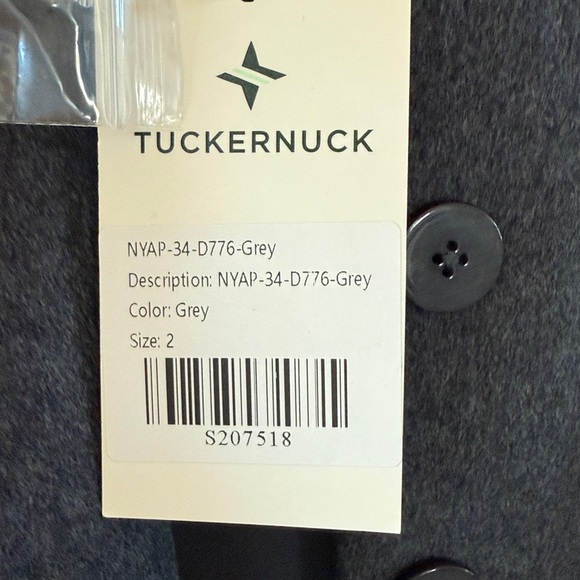 TUCKERNUCK
NYAP-34-D776-Grey
Description: NYAP-34-D776-Grey
Color: Grey
Size: 2
S207518